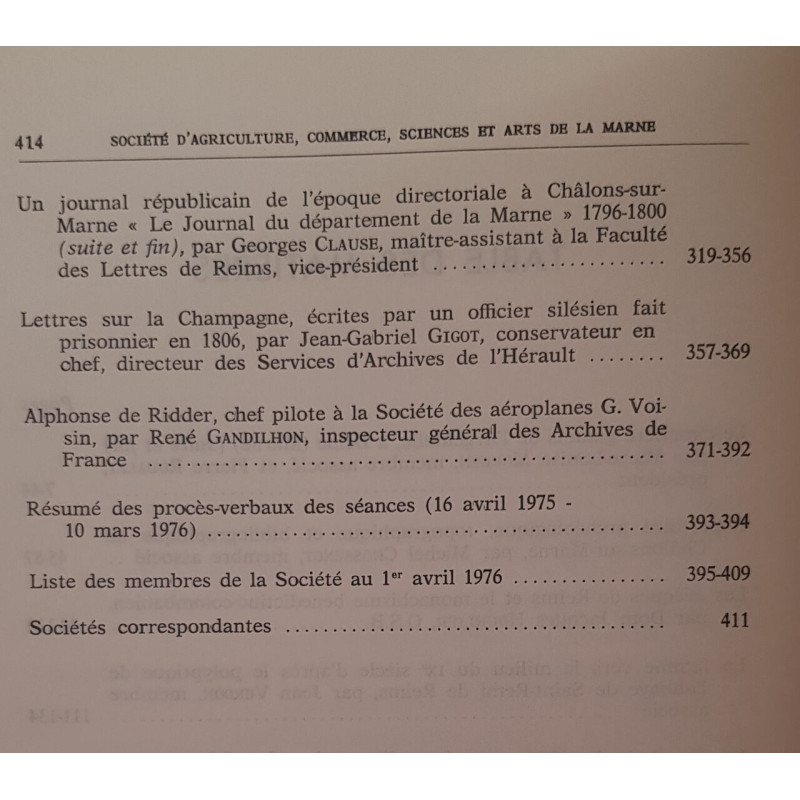 414 SOCIÉTÉ D'AGRICULTURE, COMMERCE, SCIENCES ET ARTS DE LA MARNE
Un journal républicain de l'époque directoriale à Châlons-sur-
Marne « Le Journal du département de la Marne » 1796-1800
(suite et fin), par Georges CLAUSE, maître-assistant à la Faculté
des Lettres de Reims, vice-président ........................ 319-356
Lettres sur la Champagne, écrites par un officier silésien fait
prisonnier en 1806, par Jean-Gabriel GIGOT, conservateur en
chef, directeur des Services d'Archives de l'Hérault ........ 357-369
Alphonse de Ridder, chef pilote à la Société des aéroplanes G. Voi-
sin, par René GANDILHON, inspecteur général des Archives de
France .................................................... 371-392
Résumé des procès-verbaux des séances (16 avril 1975 -
10 mars 1976) .............................................. 393-394
Liste des membres de la Société au 1er avril 1976 ................ 395-409
Sociétés correspondantes ...................................... 411